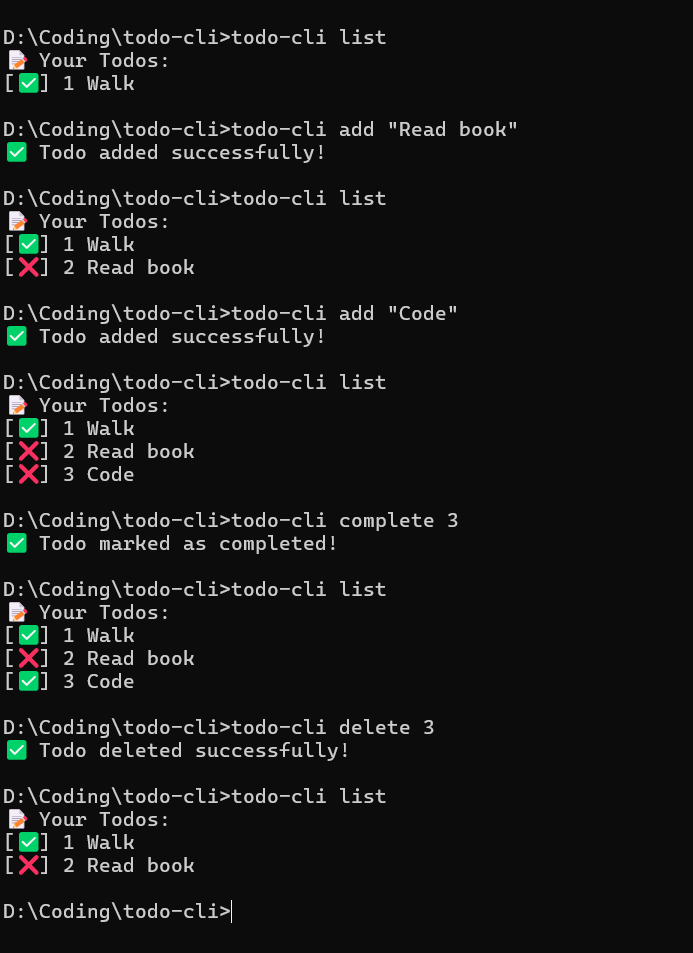 D:\Coding\todo-cli>todo-cli list
📝 Your Todos:
[✅] 1 Walk
D:\Coding\todo-cli>todo-cli add "Read book"
✅ Todo added successfully!
D:\Coding\todo-cli>todo-cli list
📝 Your Todos:
[✅] 1 Walk
[❌] 2 Read book
D:\Coding\todo-cli>todo-cli add "Code"
✅ Todo added successfully!
D:\Coding\todo-cli>todo-cli list
📝 Your Todos:
[✅] 1 Walk
[❌] 2 Read book
[❌] 3 Code
D:\Coding\todo-cli>todo-cli complete 3
✅ Todo marked as completed!
D:\Coding\todo-cli>todo-cli list
📝 Your Todos:
[✅] 1 Walk
[❌] 2 Read book
[✅] 3 Code
D:\Coding\todo-cli>todo-cli delete 3
✅ Todo deleted successfully!
D:\Coding\todo-cli>todo-cli list
📝 Your Todos:
[✅] 1 Walk
[❌] 2 Read book
D:\Coding\todo-cli>